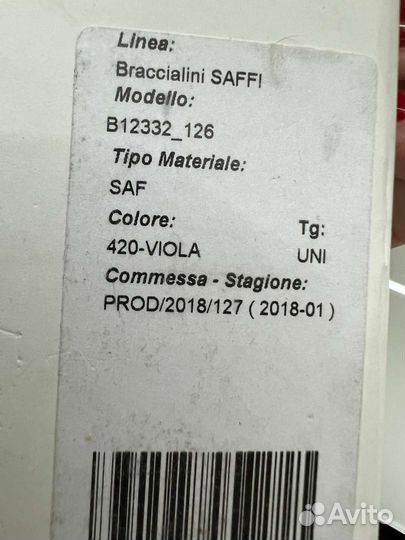 Linea:
Braccialini SAFFI
Modello:
B12332_126
Tipo Materiale:
SAF
Colore: Tg:
420-VIOLA UNI
Commessa - Stagione:
PROD/2018/127 ( 2018-01 )
Avito